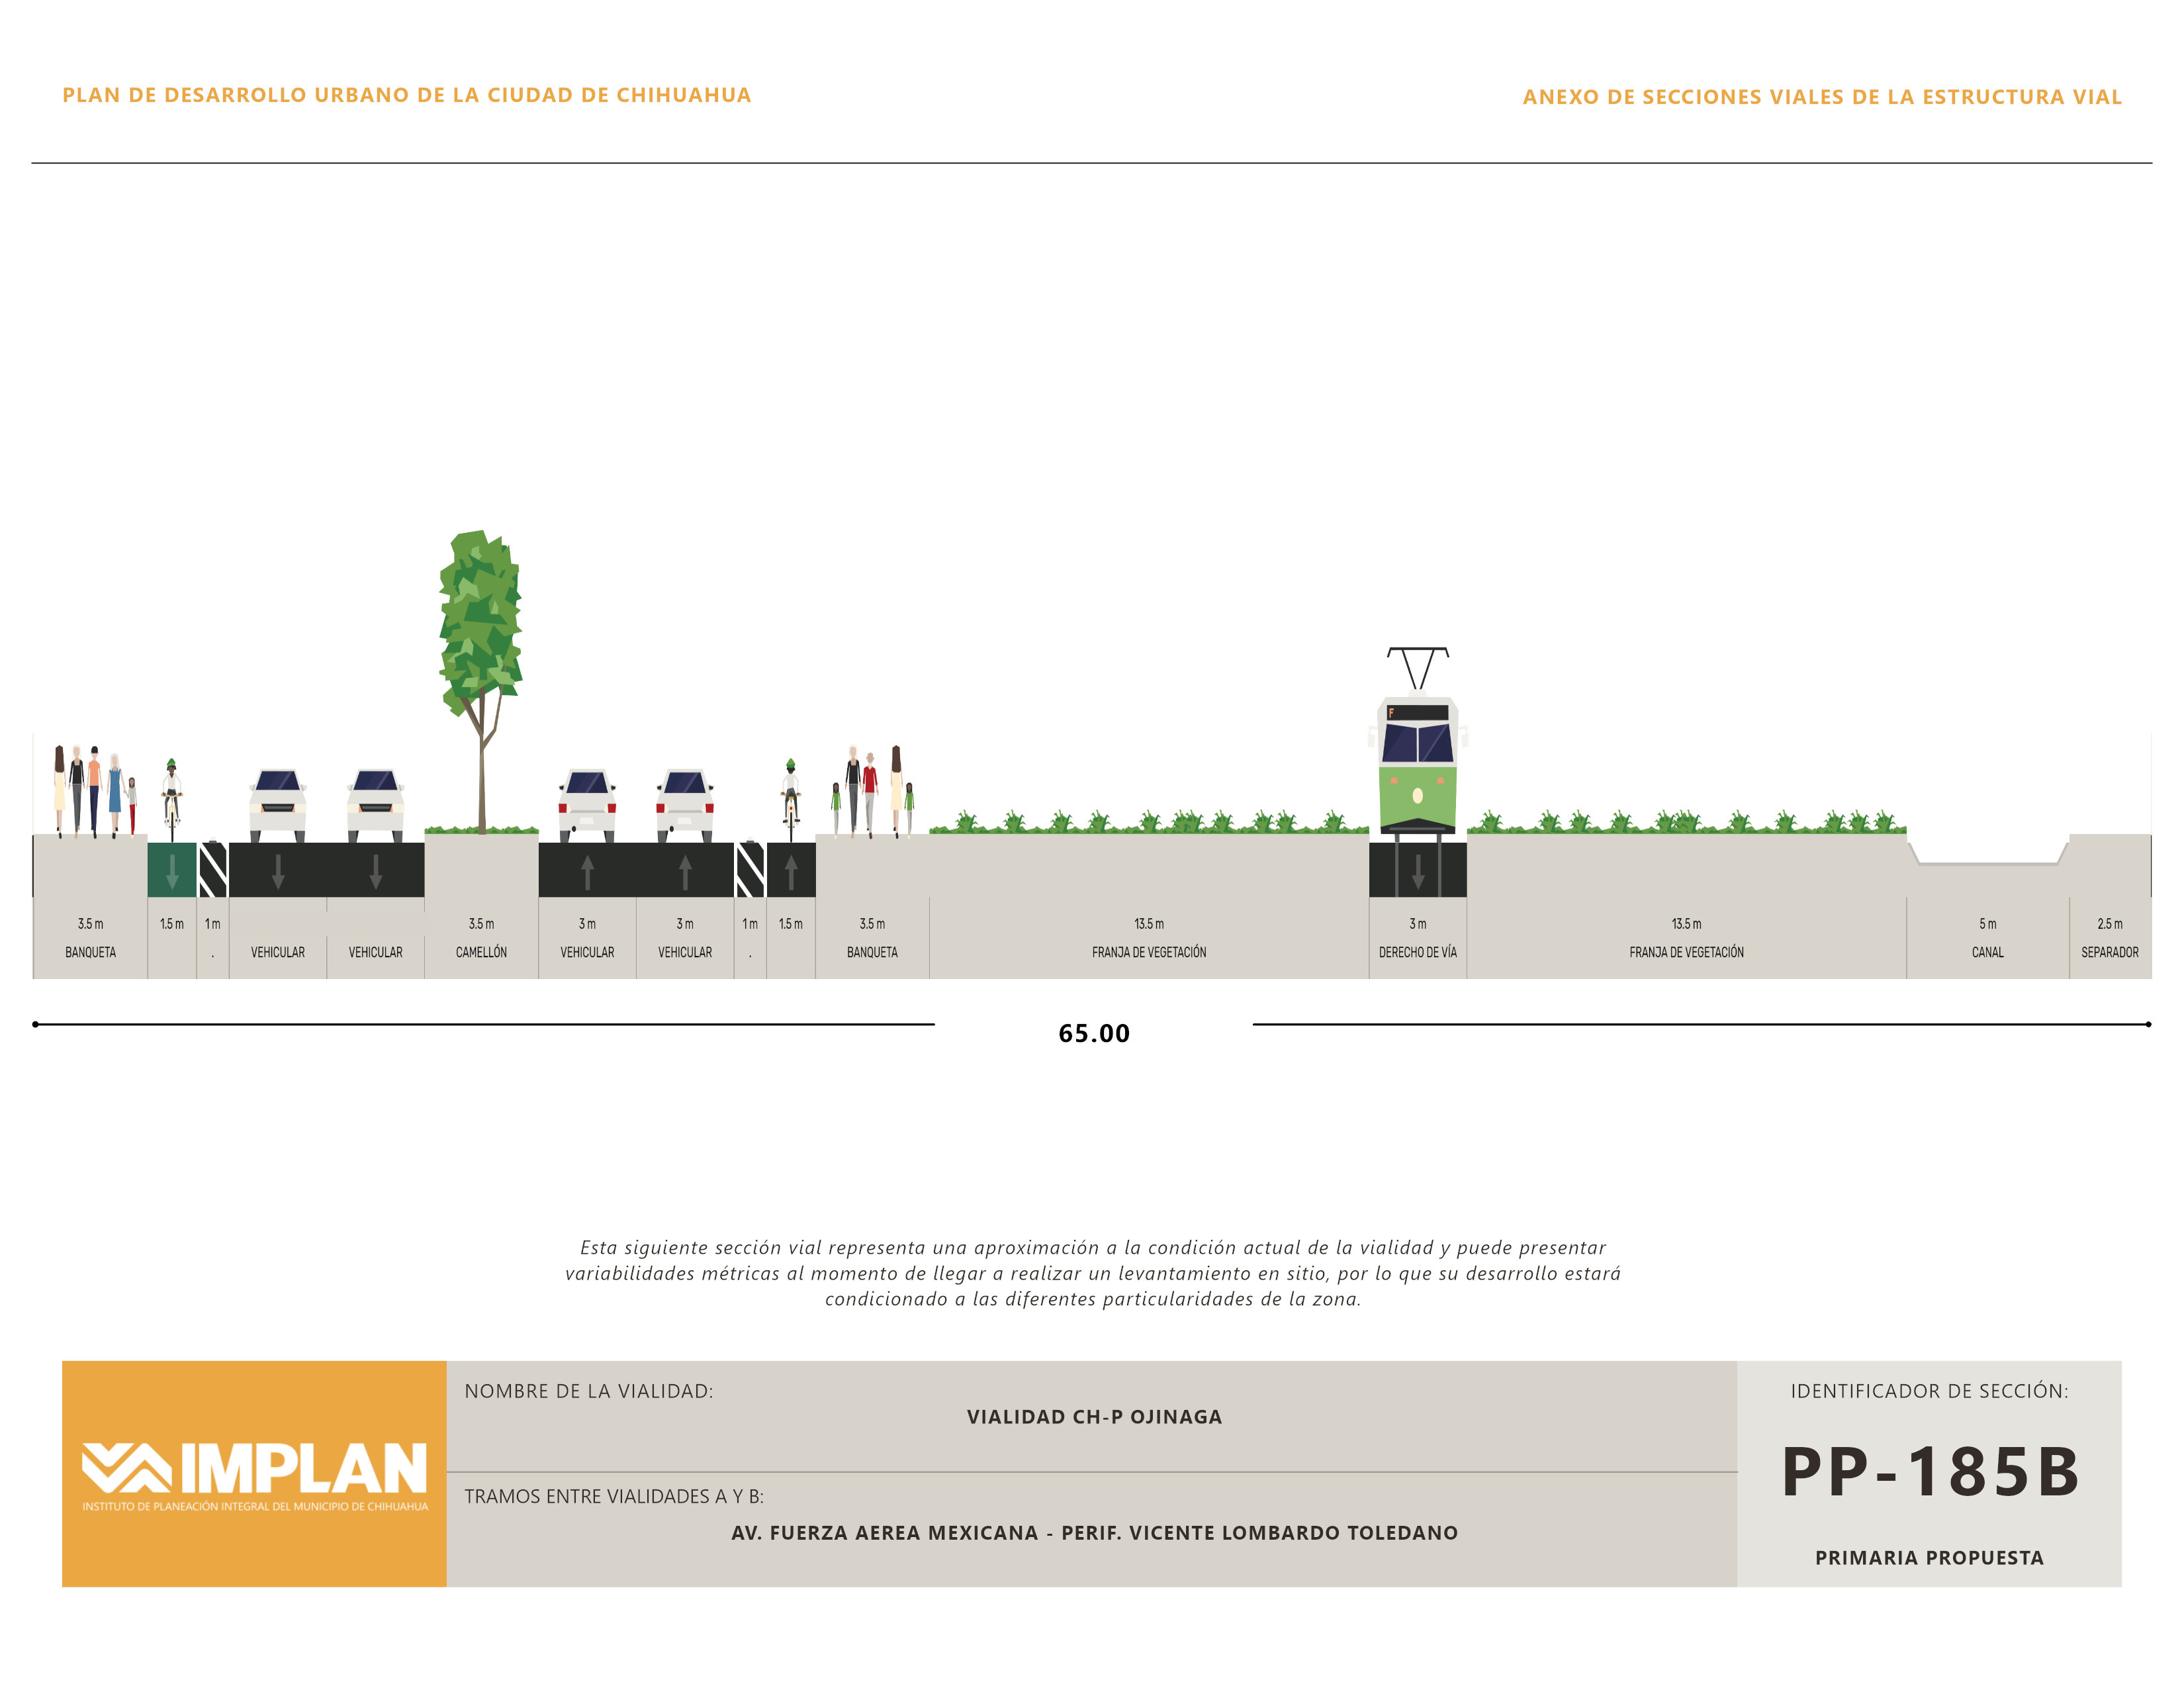 PLAN DE DESARROLLO URBANO DE LA CIUDAD DE CHIHUAHUA
ANEXO DE SECCIONES VIALES DE LA ESTRUCTURA VIAL
F
3.5 m 1.5 m 1 m 3.5 m 3 m 3 m 1 m 1.5 m 3.5 m 13.5 m 3 m 13.5 m 5 m 2.5 m
BANQUETA . VEHICULAR VEHICULAR CAMELLÓN VEHICULAR VEHICULAR . BANQUETA FRANJA DE VEGETACIÓN DERECHO DE VÍA FRANJA DE VEGETACIÓN CANAL SEPARADOR
65.00
Esta siguiente sección vial representa una aproximación a la condición actual de la vialidad y puede presentar
variabilidades métricas al momento de llegar a realizar un levantamiento en sitio, por lo que su desarrollo estará
condicionado a las diferentes particularidades de la zona.
IMPLAN
INSTITUTO DE PLANEACIÓN INTEGRAL DEL MUNICIPIO DE CHIHUAHUA
NOMBRE DE LA VIALIDAD:
VIALIDAD CH-P OJINAGA
TRAMOS ENTRE VIALIDADES A Y B:
AV. FUERZA AEREA MEXICANA - PERIF. VICENTE LOMBARDO TOLEDANO
IDENTIFICADOR DE SECCIÓN:
PP-185B
PRIMARIA PROPUESTA